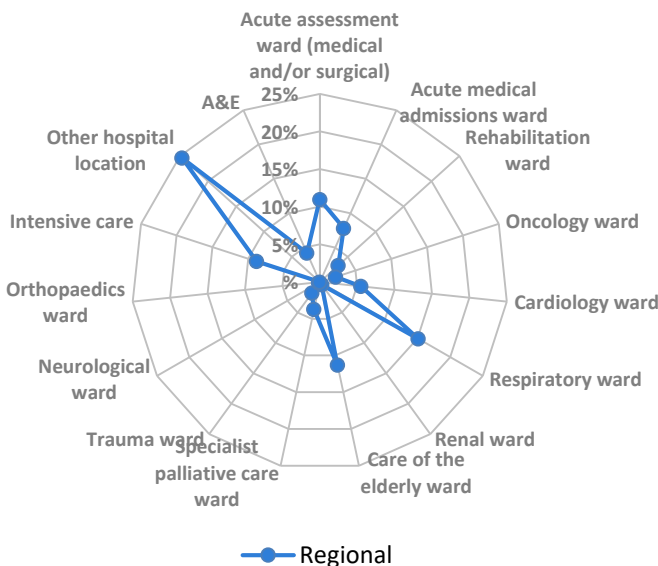 Acute assessment
ward (medical
and/or surgical)
25%
20%
15%
10%
5%
%
Acute medical
admissions ward
Rehabilitation
ward
Oncology ward
Cardiology ward
Respiratory ward
Renal ward
Care of the
elderly ward
Specialist
palliative care
ward
Trauma ward
Neurological
ward
Orthopaedics
ward
Intensive care
Other hospital
location
A&E
Regional